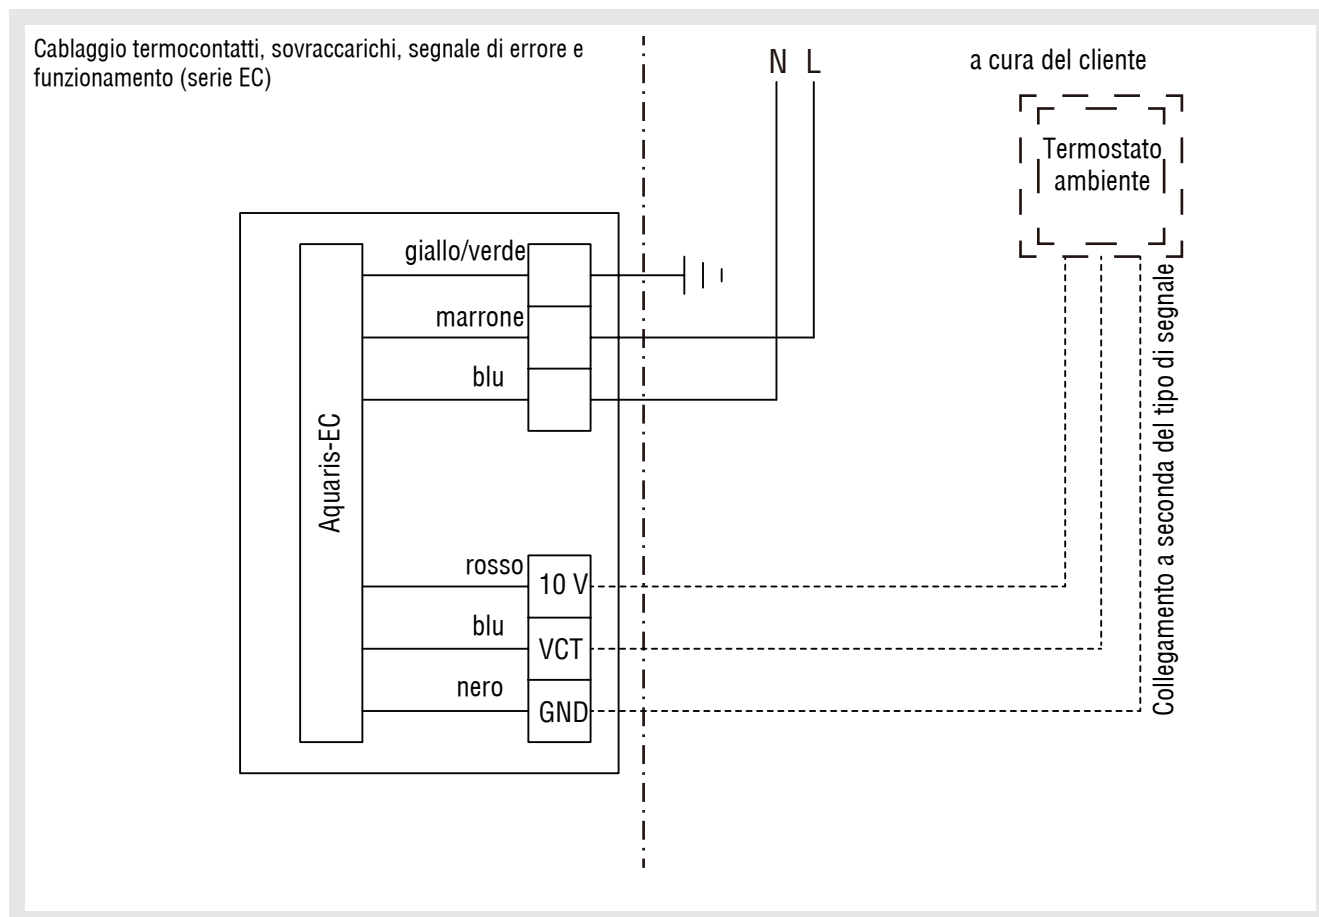 Cablaggio termocontatti, sovraccarichi, segnale di errore e
funzionamento (serie EC)
N L
a cura del cliente
Termostato
ambiente
giallo/verde
marrone
blu
Aquaris-EC
rosso
10 V
blu
VCT
nero
GND
Collegamento a seconda del tipo di segnale